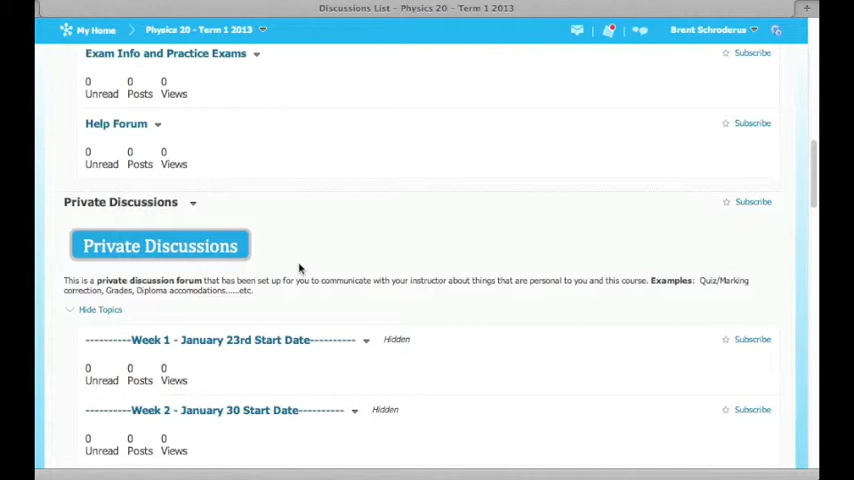 Discussions List - Physics 20 - Term 1 2013
My Home Physics 20 - Term 1 2013 Brent Schroderus
Exam Info and Practice Exams Subscribe
0 0 0
Unread Posts Views
Help Forum Subscribe
0 0 0
Unread Posts Views
Private Discussions Subscribe
Private Discussions
This is a private discussion forum that has been set up for you to communicate with your instructor about things that are personal to you and this course. Examples: Quiz/Marking
correction, Grades, Diploma accomodations......etc.
Hide Topics
----------Week 1 - January 23rd Start Date---------- Hidden Subscribe
0 0 0
Unread Posts Views
----------Week 2 - January 30 Start Date---------- Hidden Subscribe
0 0 0
Unread Posts Views